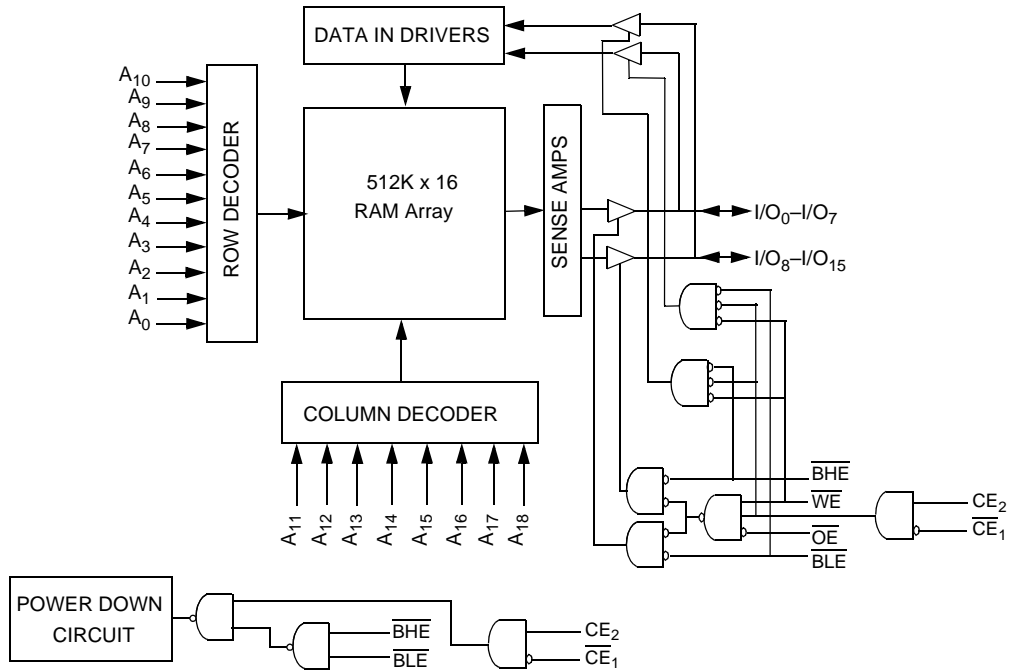 DATA IN DRIVERS
A10
A9
A8
A7
A6
A5
A4
A3
A2
A1
A0
ROW DECODER
512K x 16
RAM Array
SENSE AMPS
I/O0–I/O7
I/O8–I/O15
COLUMN DECODER
A11
A12
A13
A14
A15
A16
A17
A18
BHE
WE
OE
BLE
CE2
CE1
POWER DOWN
CIRCUIT
BHE
BLE
CE2
CE1